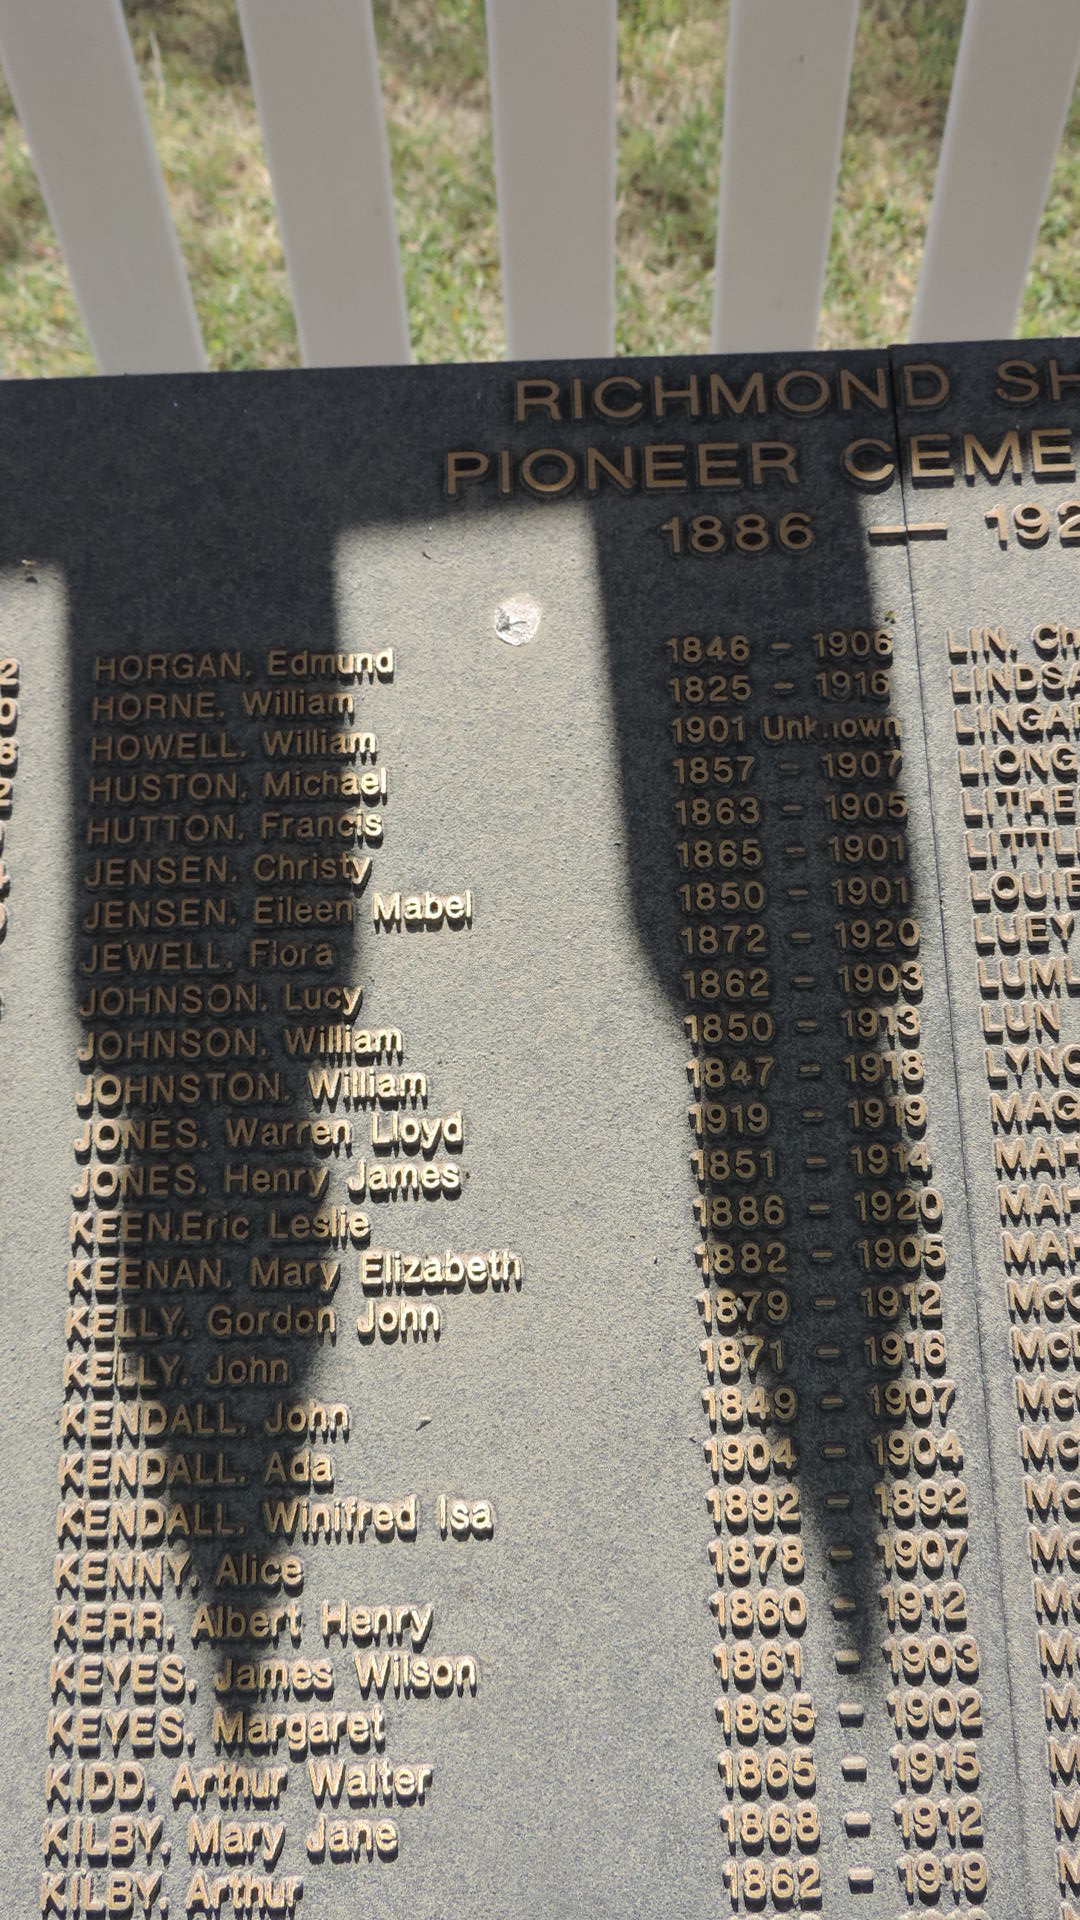 RICHMOND
PIONEER
1886 —
HORGAN, Edmund 1846 - 1906
HORNE, William 1825 - 1916
HOWELL, William 1901 Unknown
HUSTON, Michael 1857 - 1907
HUTTON, Francis 1863 - 1905
JENSEN, Christy 1865 - 1901
JENSEN, Eileen Mabel 1850 - 1901
JEWELL, Flora 1872 - 1920
JOHNSON, Lucy 1862 - 1903
JOHNSON, William 1850 - 1913
JOHNSTON, William 1847 - 1918
JONES, Warren Lloyd 1919 - 1919
JONES, Henry James 1851 - 1914
KEEN,Eric Leslie 1886 - 1920
KEENAN, Mary Elizabeth 1882 - 1905
KELLY, Gordon John 1879 - 1912
KELLY, John 1871 - 1916
KENDALL, John 1849 - 1907
KENDALL, Ada 1904 - 1904
KENDALL, Winifred Isa 1892 - 1892
KENNY, Alice 1878 - 1907
KERR, Albert Henry 1860 - 1912
KEYES, James Wilson 1861 - 1903
KEYES, Margaret 1835 - 1902
KIDD, Arthur Walter 1865 - 1915
KILBY, Mary Jane 1868 - 1912
KILBY, Arthur 1862 - 1919
LIN,
LUEY
LUN